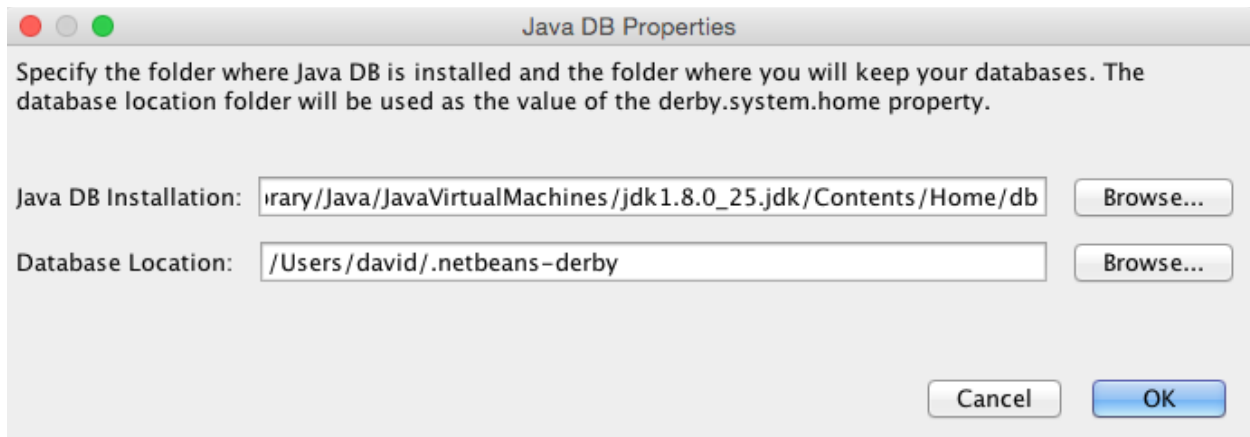 Java DB Properties
Specify the folder where Java DB is installed and the folder where you will keep your databases. The
database location folder will be used as the value of the derby.system.home property.
Java DB Installation: rary/Java/JavaVirtualMachines/jdk1.8.0_25.jdk/Contents/Home/db Browse...
Database Location: /Users/david/.netbeans-derby Browse...
Cancel OK